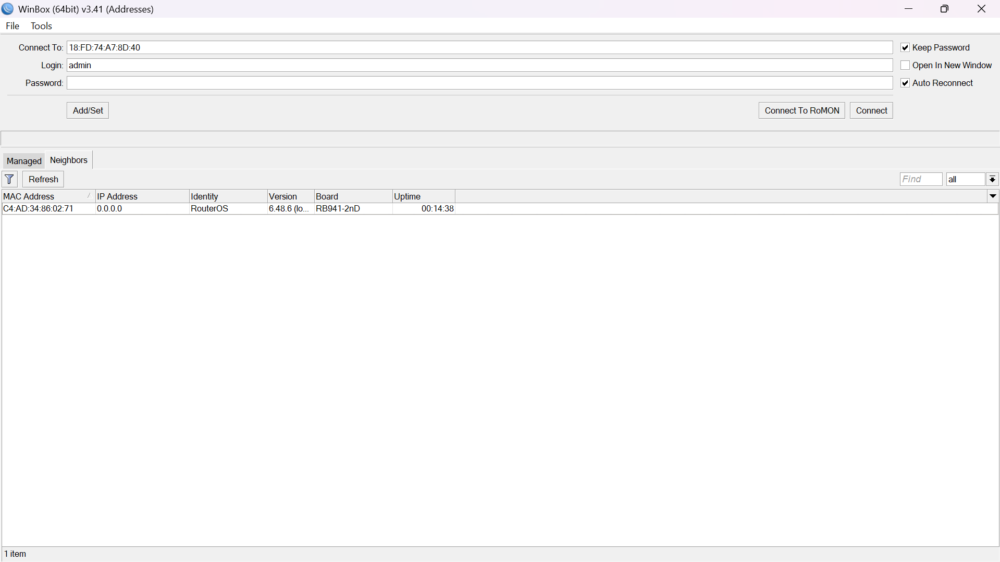 WinBox (64bit) v3.41 (Addresses)
File Tools
Connect To: 18:FD:74:A7:8D:40 Keep Password
Login: admin Open In New Window
Password: Auto Reconnect
Add/Set Connect To RoMON Connect
Managed Neighbors
Refresh Find all
MAC Address IP Address Identity Version Board Uptime
C4:AD:34:86:02:71 0.0.0.0 RouterOS 6.48.6 (lo... RB941-2nD 00:14:38
1 item